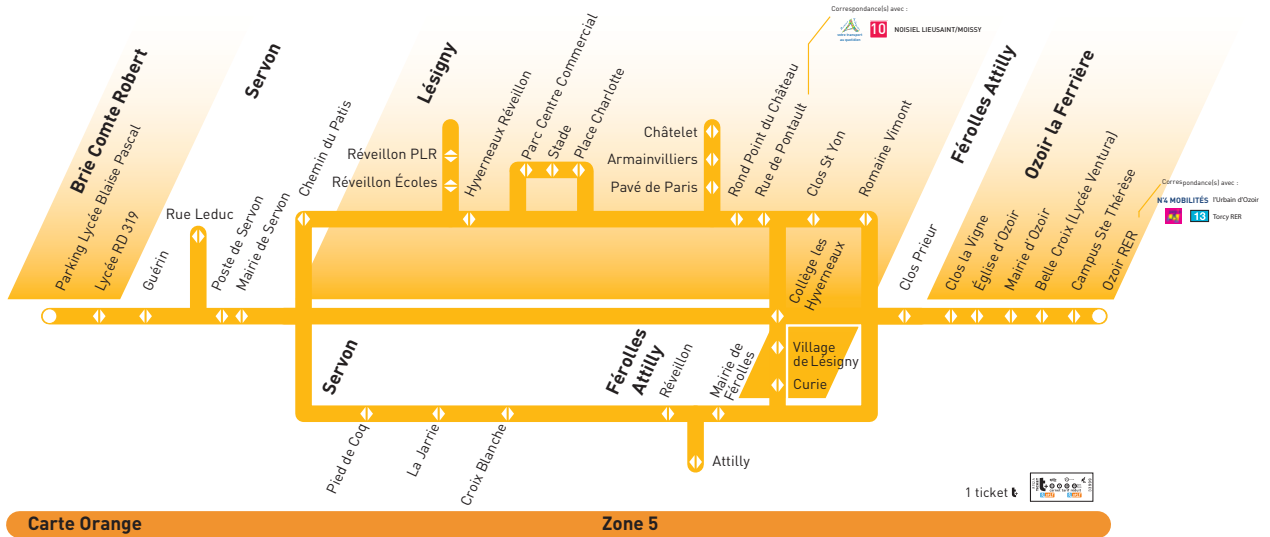 Correspondance(s) avec :
votre transport
au quotidien
10 NOISIEL LIEUSAINT/MOISSY
Brie Comte Robert
Servon
Lésigny
Férolles Attilly
Ozoir la Ferrière
Correspondance(s) avec :
N'4 MOBILITÉS l'Urbain d'Ozoir
13 Torcy RER
Parking Lycée Blaise Pascal
Lycée RD 319
Guérin
Rue Leduc
Poste de Servon
Mairie de Servon
Chemin du Patis
Réveillon PLR
Réveillon Écoles
Hyverneaux Réveillon
Parc Centre Commercial
Stade
Place Charlotte
Châtelet
Armainvilliers
Pavé de Paris
Rond Point du Château
Rue de Pontault
Clos St Yon
Romaine Vimont
Collège les
Hyverneaux
Clos Prieur
Clos la Vigne
Église d'Ozoir
Mairie d'Ozoir
Belle Croix (Lycée Ventura)
Campus Ste Thérèse
Ozoir RER
Servon
Férolles
Attilly
Réveillon
Mairie de
Férolles
Village
de Lésigny
Curie
Pied de Coq
La Jarrie
Croix Blanche
Attilly
1 ticket t
Carte Orange
Zone 5